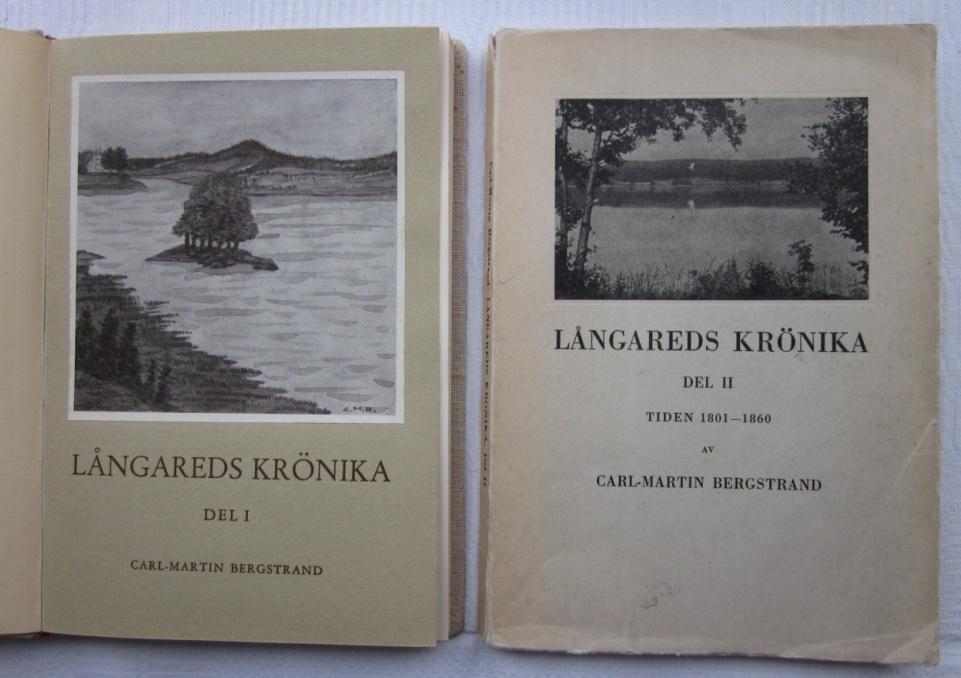 LÅNGAREDS KRÖNIKA
DEL I
CARL-MARTIN BERGSTRAND
LÅNGAREDS KRÖNIKA
DEL II
TIDEN 1801—1860
AV
CARL-MARTIN BERGSTRAND